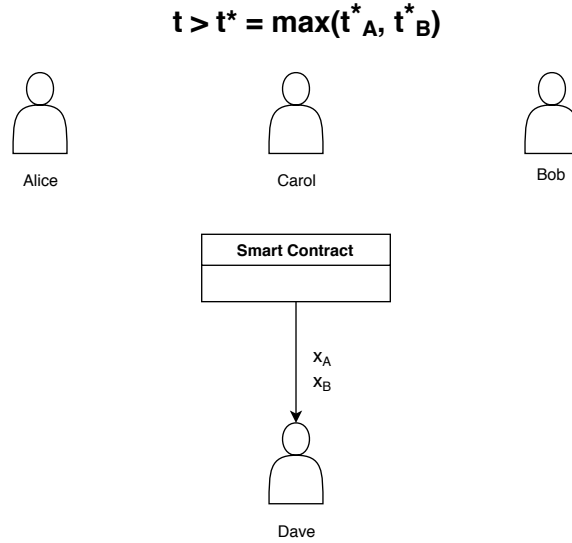 t > t* = max(t*A, t*B)
Alice
Carol
Bob
Smart Contract
xA
xB
Dave